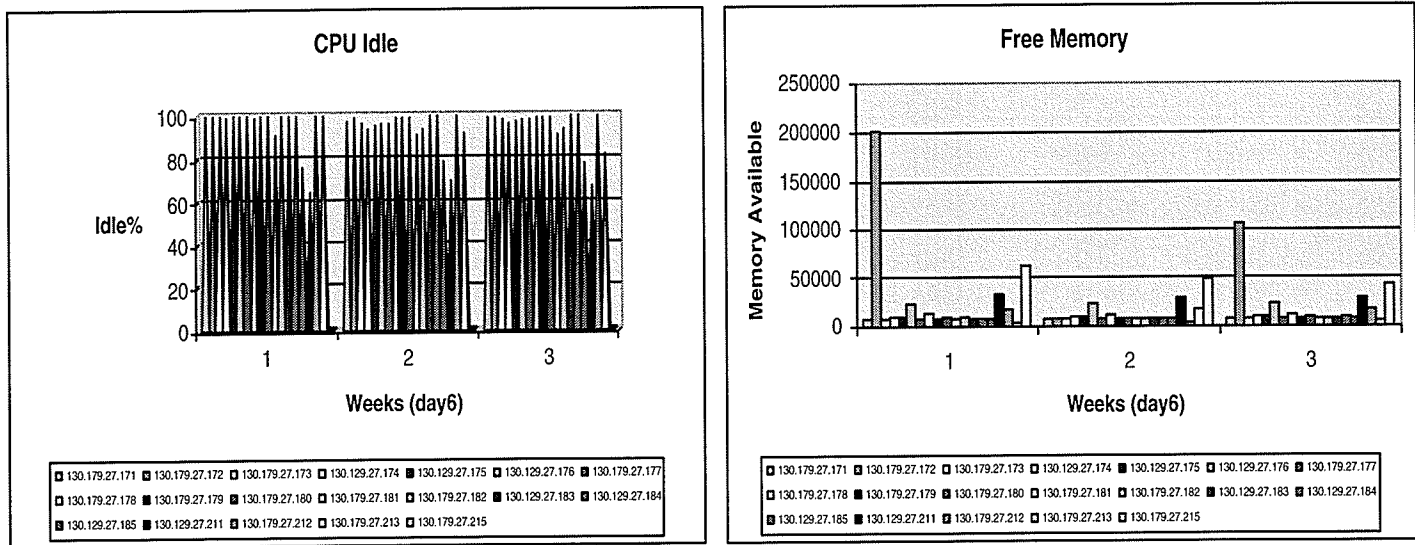 CPU Idle
100
80
60
40
20
0
Idle%
1 2 3
Weeks (day6)
130.179.27.171 130.179.27.172 130.179.27.173 130.129.27.174 130.129.27.175 130.129.27.176 130.179.27.177
130.179.27.178 130.179.27.179 130.179.27.180 130.179.27.181 130.179.27.182 130.129.27.183 130.129.27.184
130.129.27.185 130.129.27.211 130.179.27.212 130.179.27.213 130.179.27.215
Free Memory
250000
200000
150000
100000
50000
0
Memory Available
1 2 3
Weeks (day6)
130.179.27.171 130.179.27.172 130.179.27.173 130.129.27.174 130.129.27.175 130.129.27.176 130.179.27.177
130.179.27.178 130.179.27.179 130.179.27.180 130.179.27.181 130.179.27.182 130.129.27.183 130.129.27.184
130.129.27.185 130.129.27.211 130.179.27.212 130.179.27.213 130.179.27.215